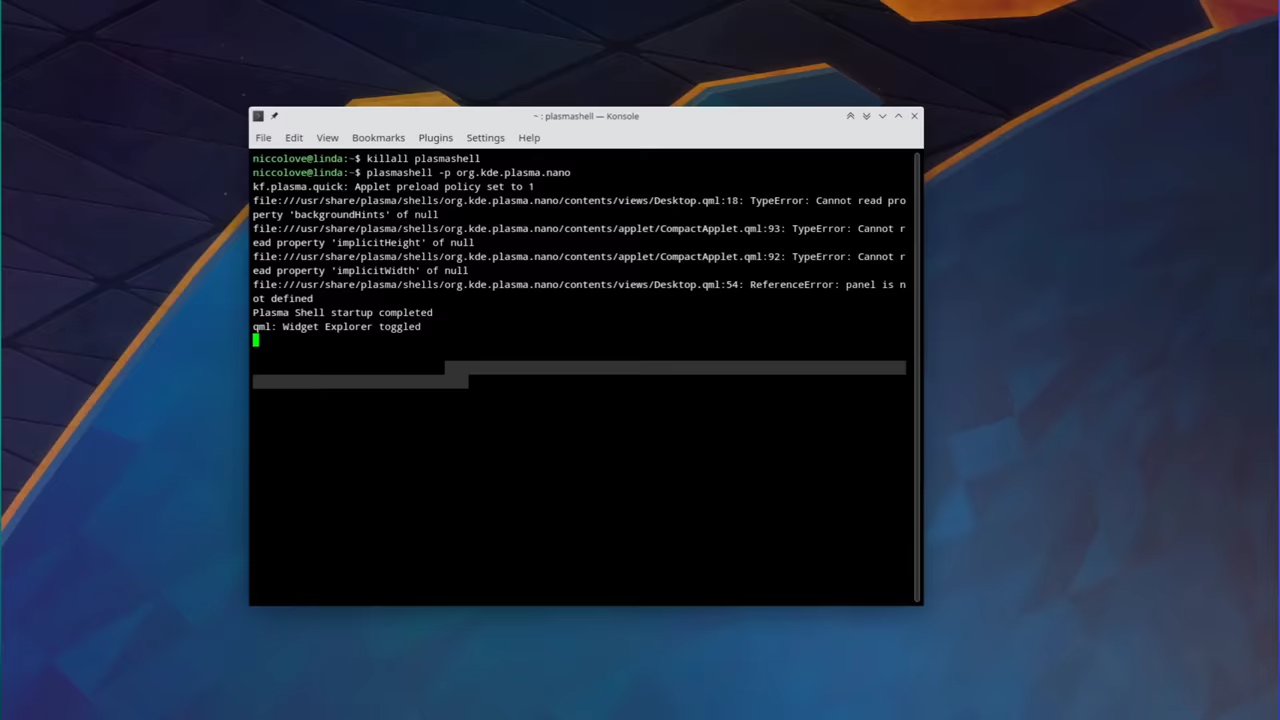 ~ : plasmashell — Konsole
File Edit View Bookmarks Plugins Settings Help
niccolove@linda:~$ killall plasmashell
niccolove@linda:~$ plasmashell -p org.kde.plasma.nano
kf.plasma.quick: Applet preload policy set to 1
file:///usr/share/plasma/shells/org.kde.plasma.nano/contents/views/Desktop.qml:18: TypeError: Cannot read pro
perty 'backgroundHints' of null
file:///usr/share/plasma/shells/org.kde.plasma.nano/contents/applet/CompactApplet.qml:93: TypeError: Cannot r
ead property 'implicitHeight' of null
file:///usr/share/plasma/shells/org.kde.plasma.nano/contents/applet/CompactApplet.qml:92: TypeError: Cannot r
ead property 'implicitWidth' of null
file:///usr/share/plasma/shells/org.kde.plasma.nano/contents/views/Desktop.qml:54: ReferenceError: panel is n
ot defined
Plasma Shell startup completed
qml: Widget Explorer toggled